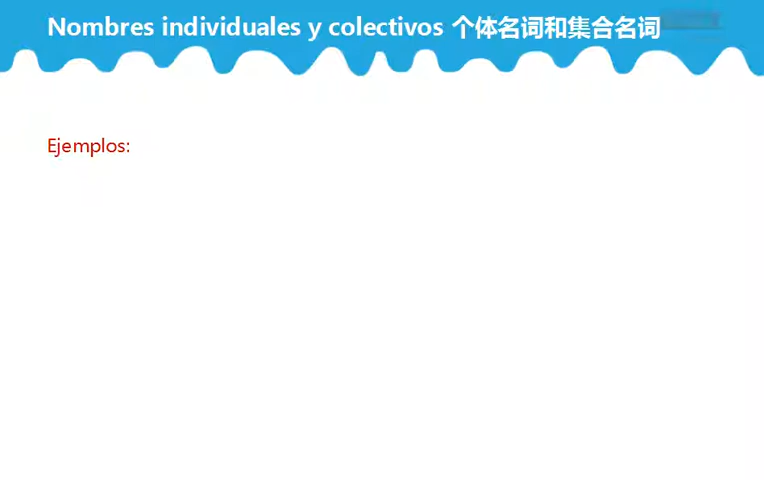 Nombres individuales y colectivos 个体名词和集合名词
Ejemplos: